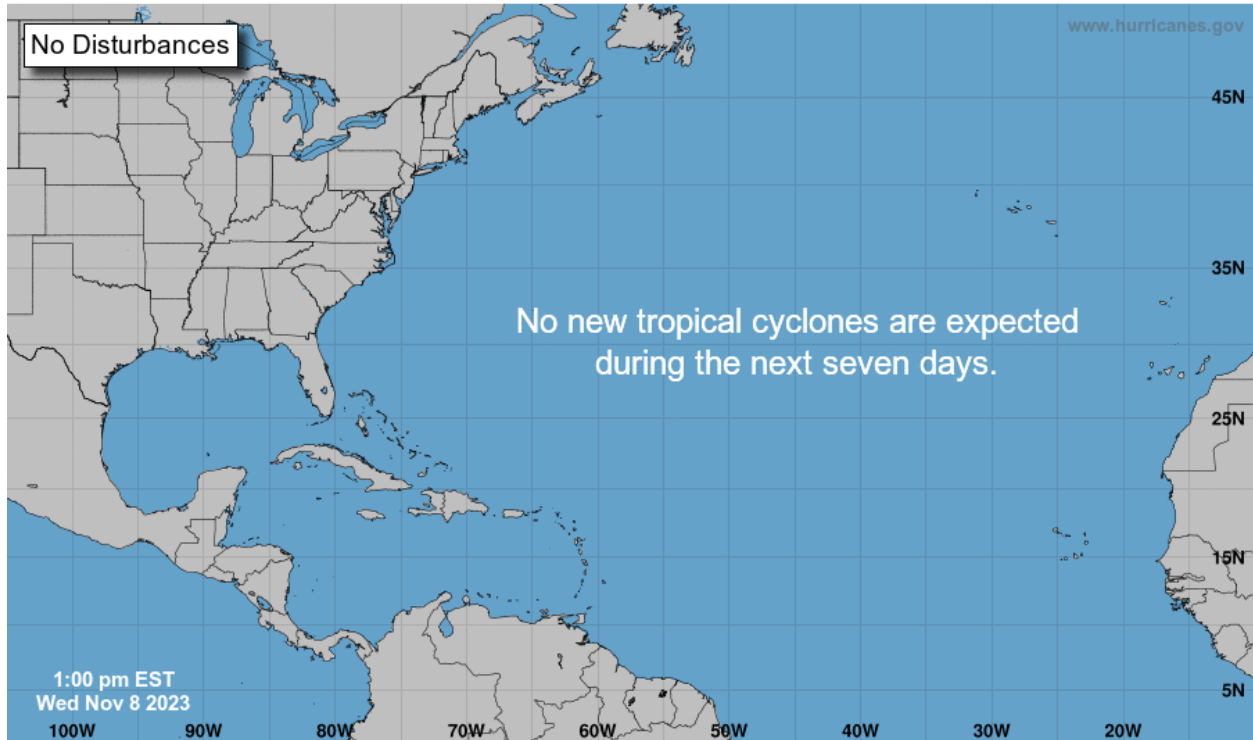 No Disturbances
www.hurricanes.gov
45N
35N
No new tropical cyclones are expected
during the next seven days.
25N
15N
5N
1:00 pm EST
Wed Nov 8 2023
100W 90W 80W 70W 60W 50W 40W 30W 20W